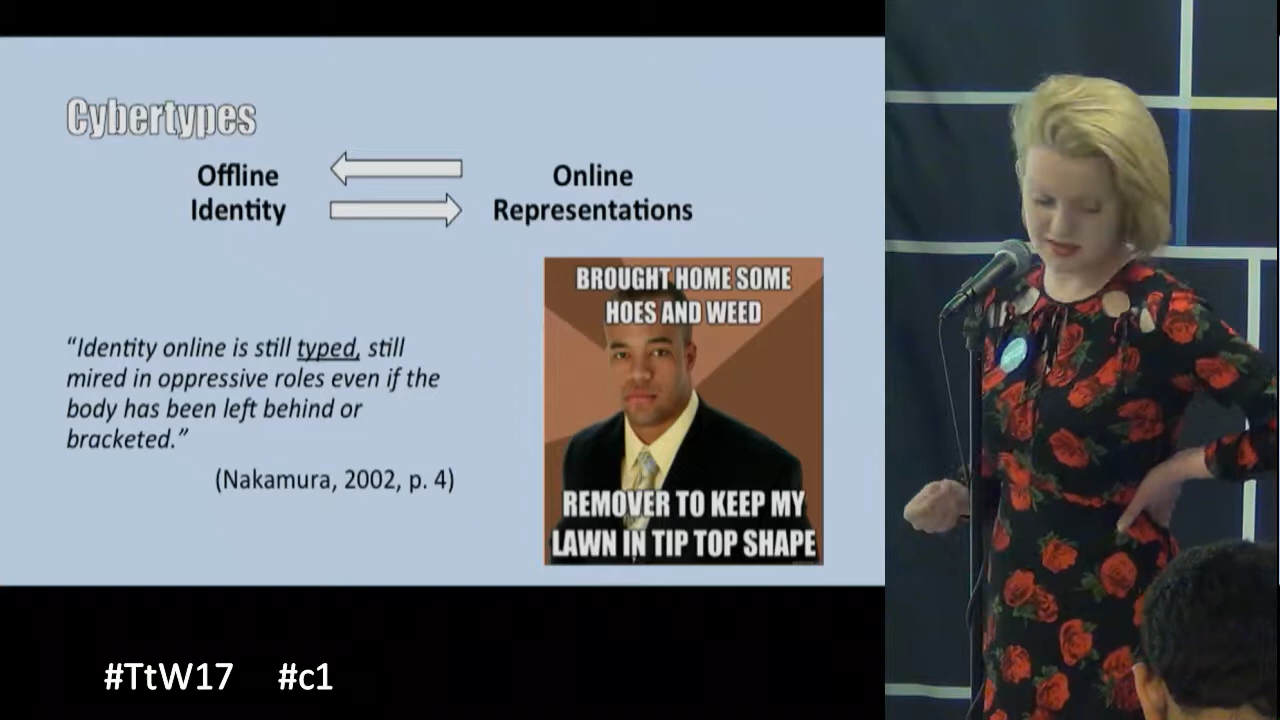 Cybertypes
Offline
Identity
Online
Representations
BROUGHT HOME SOME
HOES AND WEED
REMOVER TO KEEP MY
LAWN IN TIP TOP SHAPE
“Identity online is still typed, still
mired in oppressive roles even if the
body has been left behind or
bracketed.”
(Nakamura, 2002, p. 4)
#TtW17 #c1